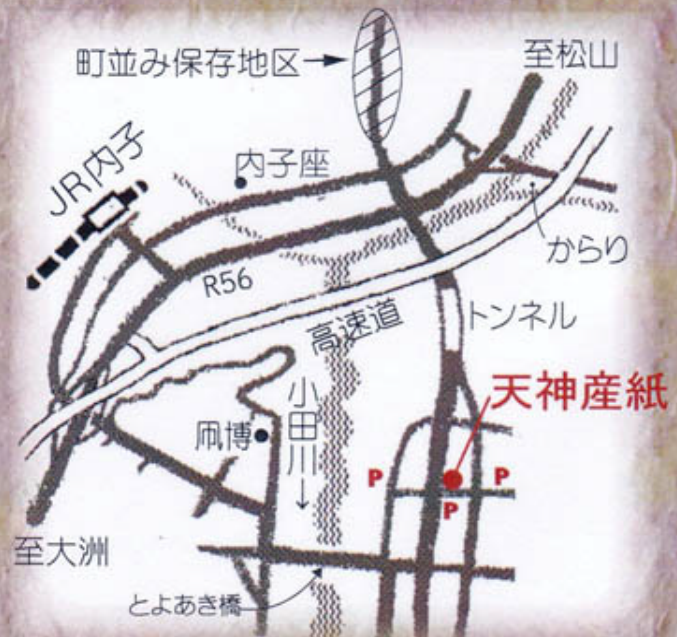 町並み保存地区
至松山
JR内子
内子座
からり
R56
高速道
トンネル
天神産紙
小田川
凧博
P
P
P
至大洲
とよあき橋